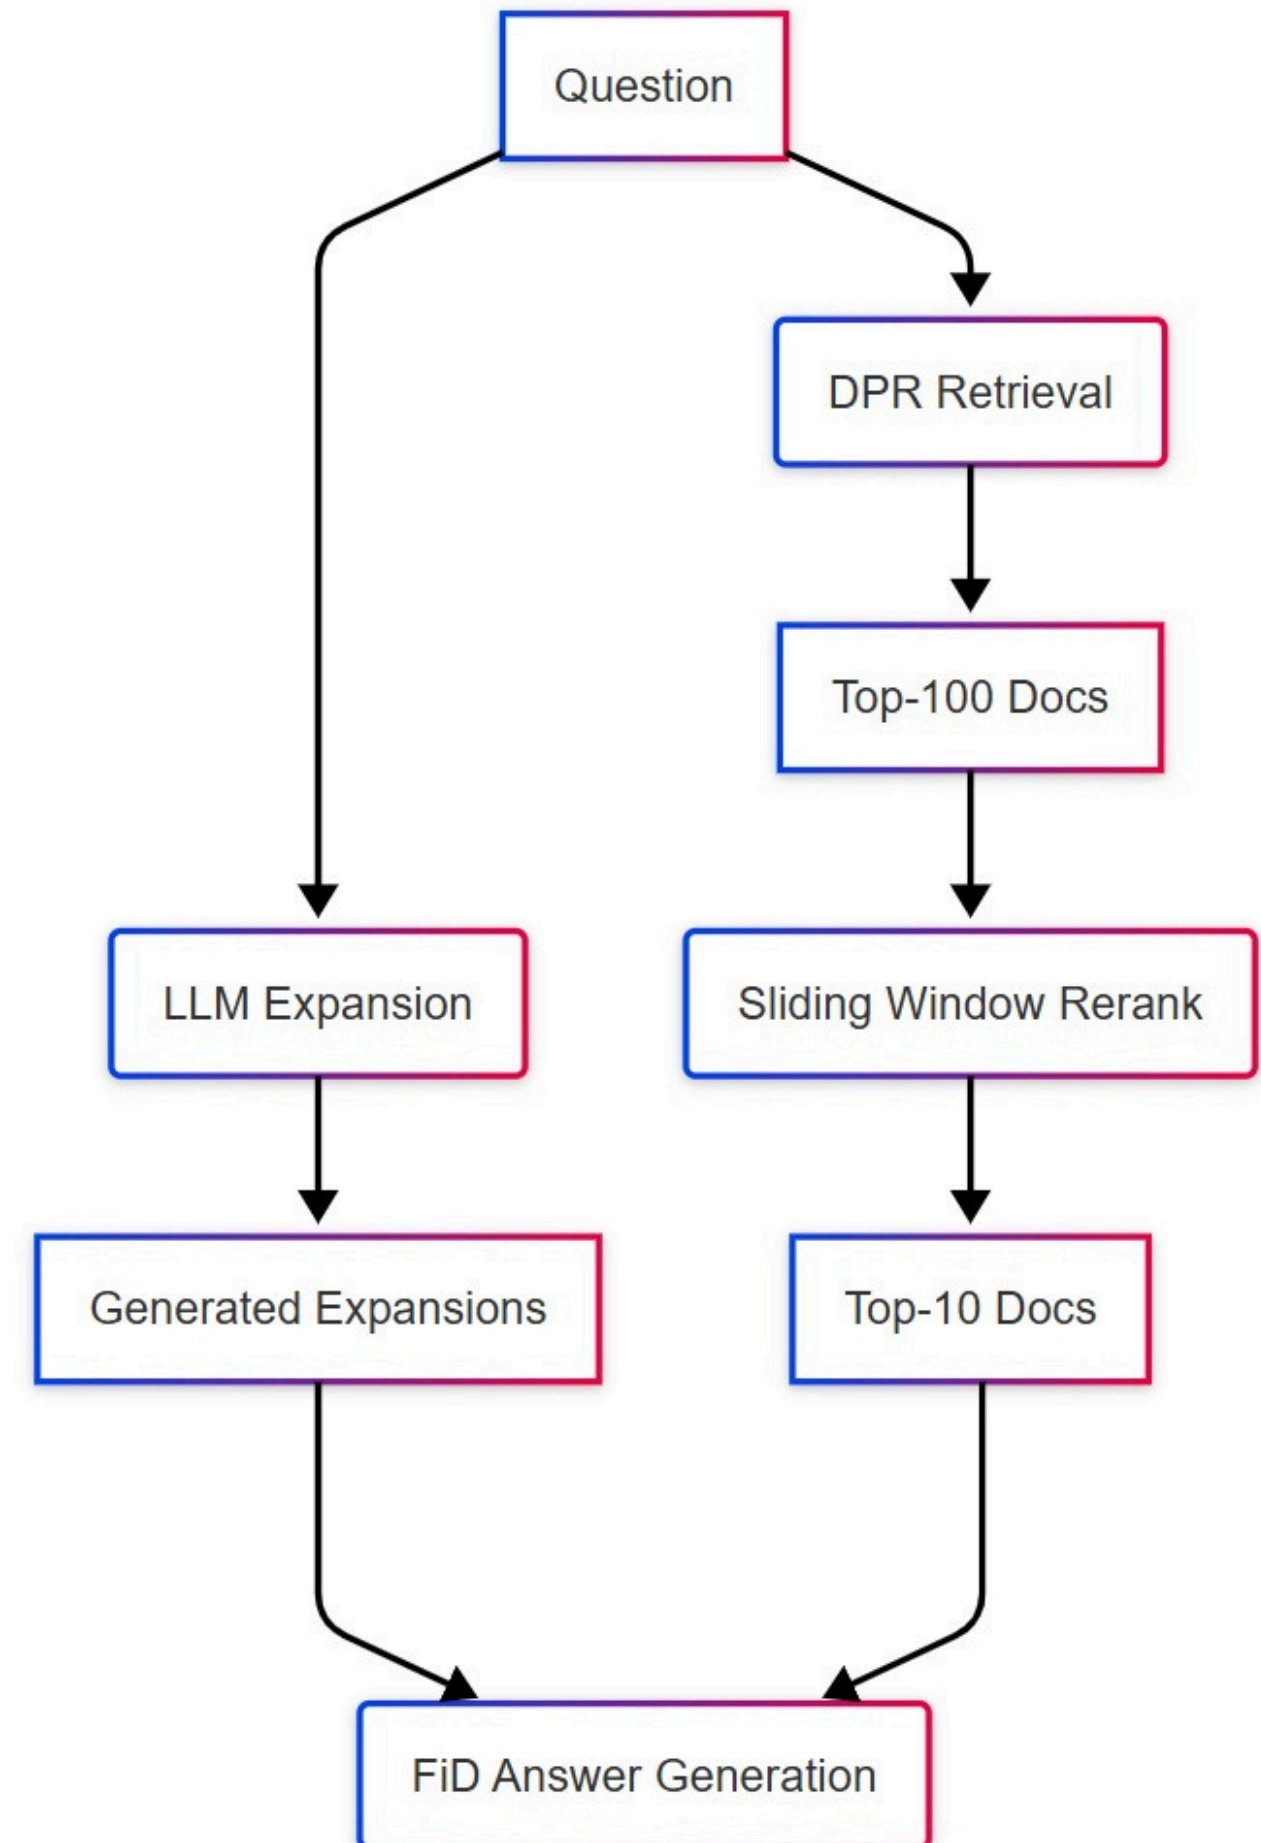 Question
DPR Retrieval
Top-100 Docs
LLM Expansion
Sliding Window Rerank
Generated Expansions
Top-10 Docs
FiD Answer Generation